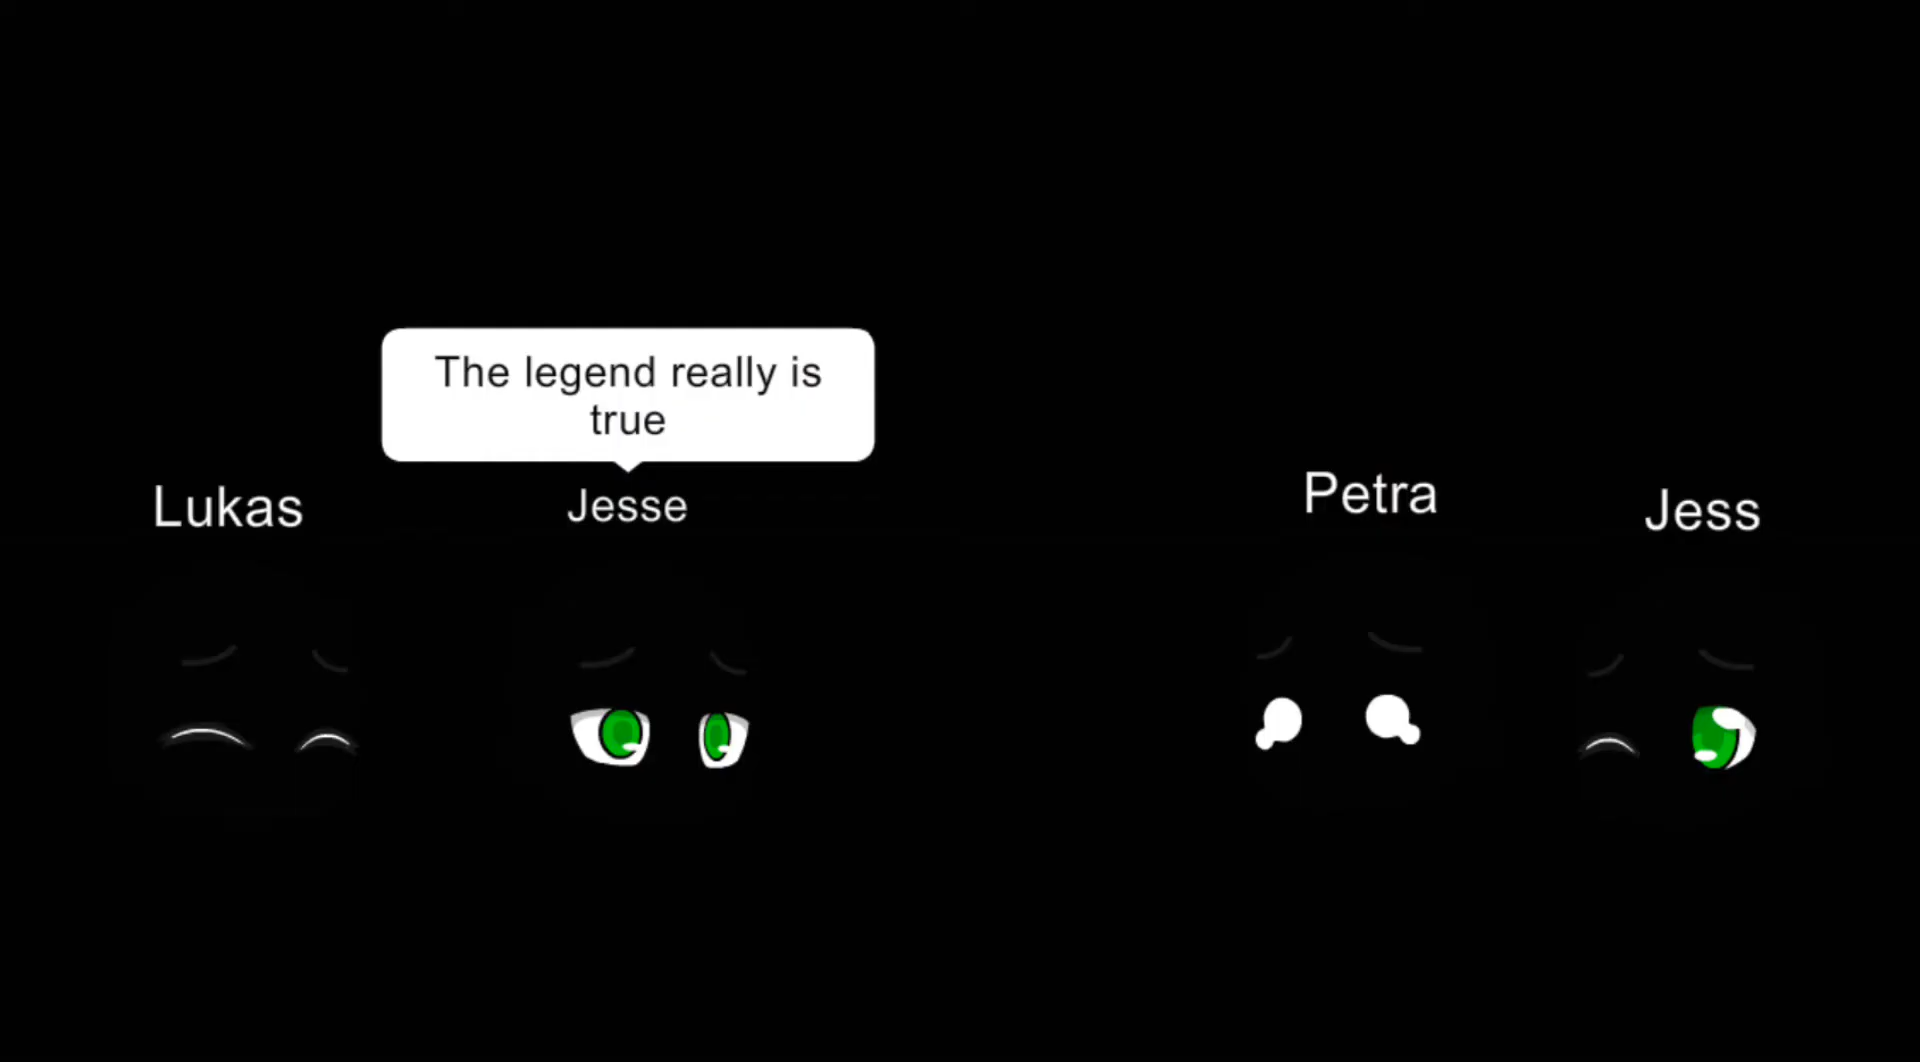 The legend really is
true
Lukas
Jesse
Petra
Jess